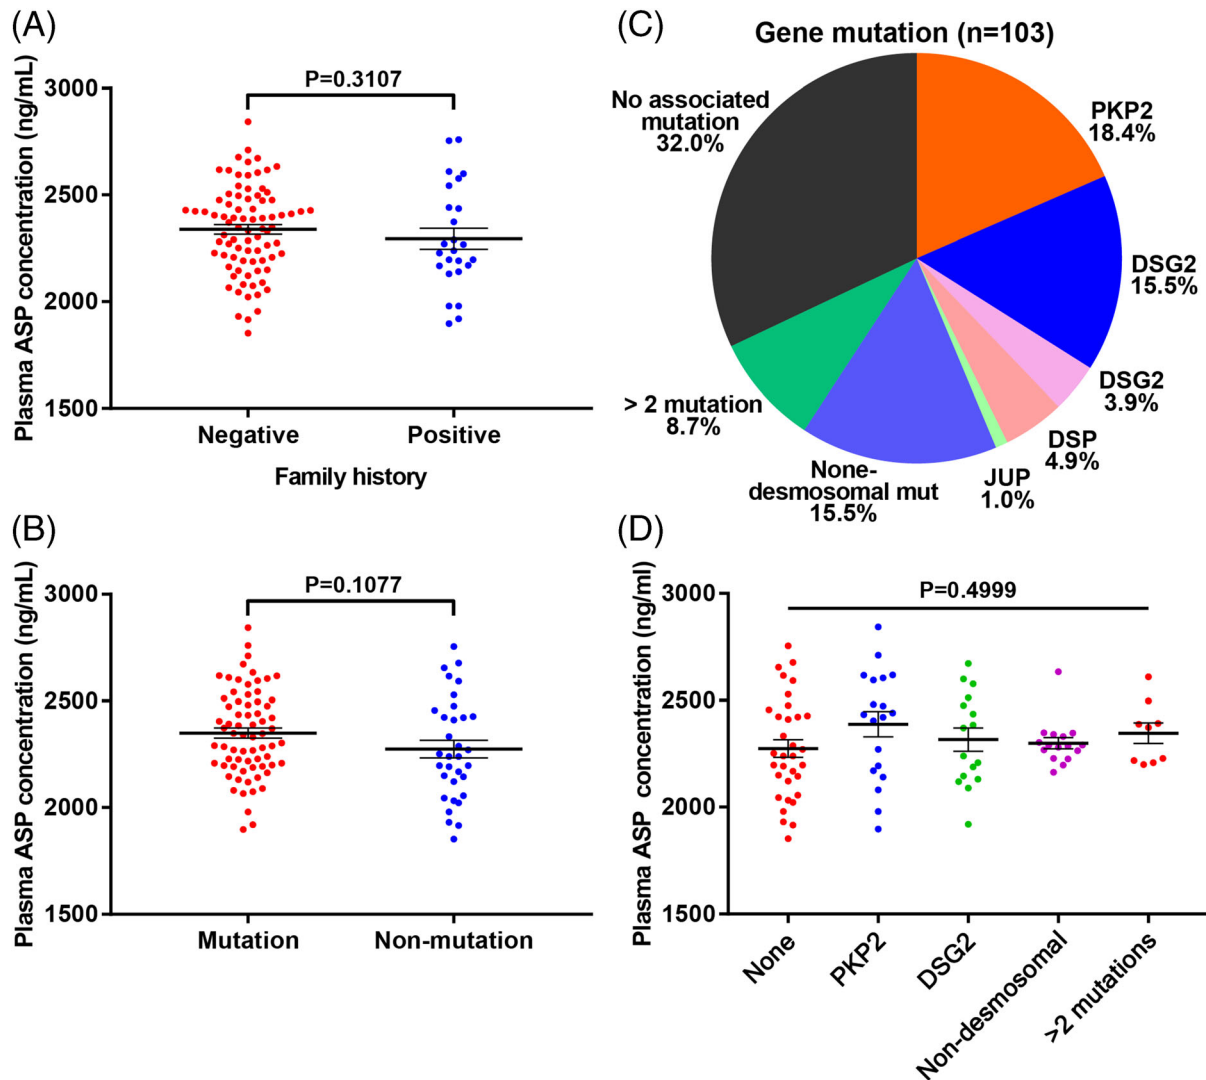 (A)
P=0.3107
3000
2500
2000
1500
Plasma ASP concentration (ng/mL)
Negative
Positive
Family history
(C)
Gene mutation (n=103)
No associated
mutation
32.0%
PKP2
18.4%
DSG2
15.5%
DSG2
3.9%
DSP
4.9%
JUP
1.0%
None-
desmosomal mut
15.5%
> 2 mutation
8.7%
(B)
P=0.1077
3000
2500
2000
1500
Plasma ASP concentration (ng/mL)
Mutation
Non-mutation
(D)
P=0.4999
3000
2500
2000
1500
Plasma ASP concentration (ng/ml)
None
PKP2
DSG2
Non-desmosomal
>2 mutations